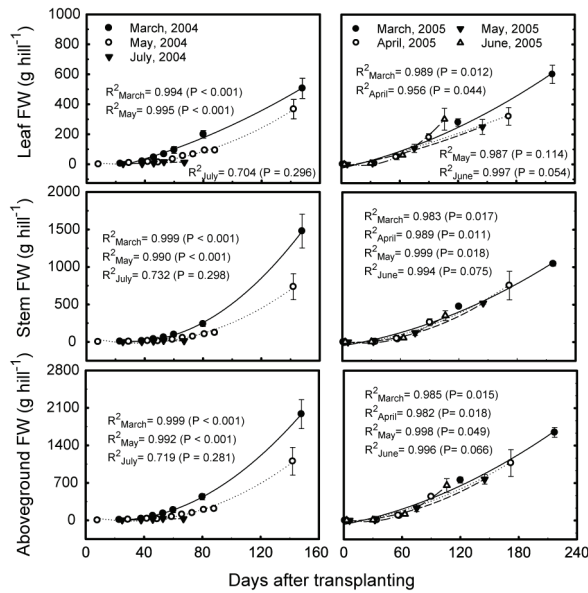 March, 2004
May, 2004
July, 2004
R²March= 0.994 (P < 0.001)
R²May= 0.995 (P < 0.001)
R²July= 0.704 (P = 0.296)
Leaf FW (g hill⁻¹)
1000
800
600
400
200
0
March, 2005
April, 2005
May, 2005
June, 2005
R²March= 0.989 (P = 0.012)
R²April= 0.956 (P = 0.044)
R²May= 0.987 (P = 0.114)
R²June= 0.997 (P = 0.054)
Stem FW (g hill⁻¹)
2000
1500
1000
500
0
R²March= 0.999 (P < 0.001)
R²May= 0.990 (P < 0.001)
R²July= 0.732 (P = 0.298)
R²March= 0.983 (P= 0.017)
R²April= 0.989 (P= 0.011)
R²May= 0.999 (P= 0.018)
R²June= 0.994 (P= 0.075)
Aboveground FW (g hill⁻¹)
2800
2100
1400
700
0
R²March= 0.999 (P < 0.001)
R²May= 0.992 (P < 0.001)
R²July= 0.719 (P = 0.281)
R²March= 0.985 (P= 0.015)
R²April= 0.982 (P= 0.018)
R²May= 0.998 (P= 0.049)
R²June= 0.996 (P= 0.066)
0 40 80 120 160
0 60 120 180 240
Days after transplanting